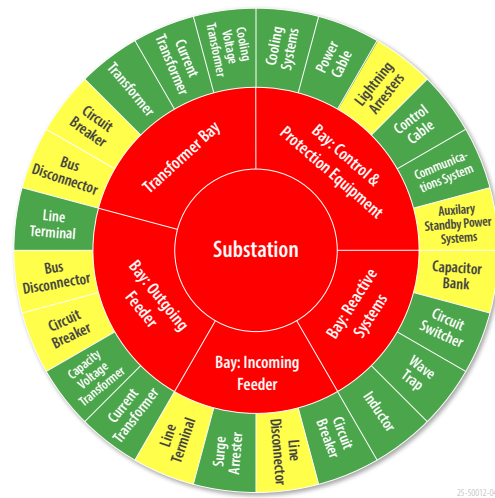 Substation
Bay: Control &
Protection Equipment
Bay: Reactive
Systems
Bay: Incoming
Feeder
Bay: Outgoing
Feeder
Transformer Bay
Cooling
Systems
Power
Cable
Lightning
Arresters
Control
Cable
Communica-
tions System
Auxilary
Standby Power
Systems
Capacitor
Bank
Circuit
Switcher
Wave
Trap
Inductor
Circuit
Breaker
Line
Disconnector
Surge
Arrester
Line
Terminal
Current
Transformer
Capacity
Voltage
Transformer
Circuit
Breaker
Bus
Disconnector
Line
Terminal
Bus
Disconnector
Circuit
Breaker
Transformer
Current
Transformer
Cooling
Voltage
Transformer